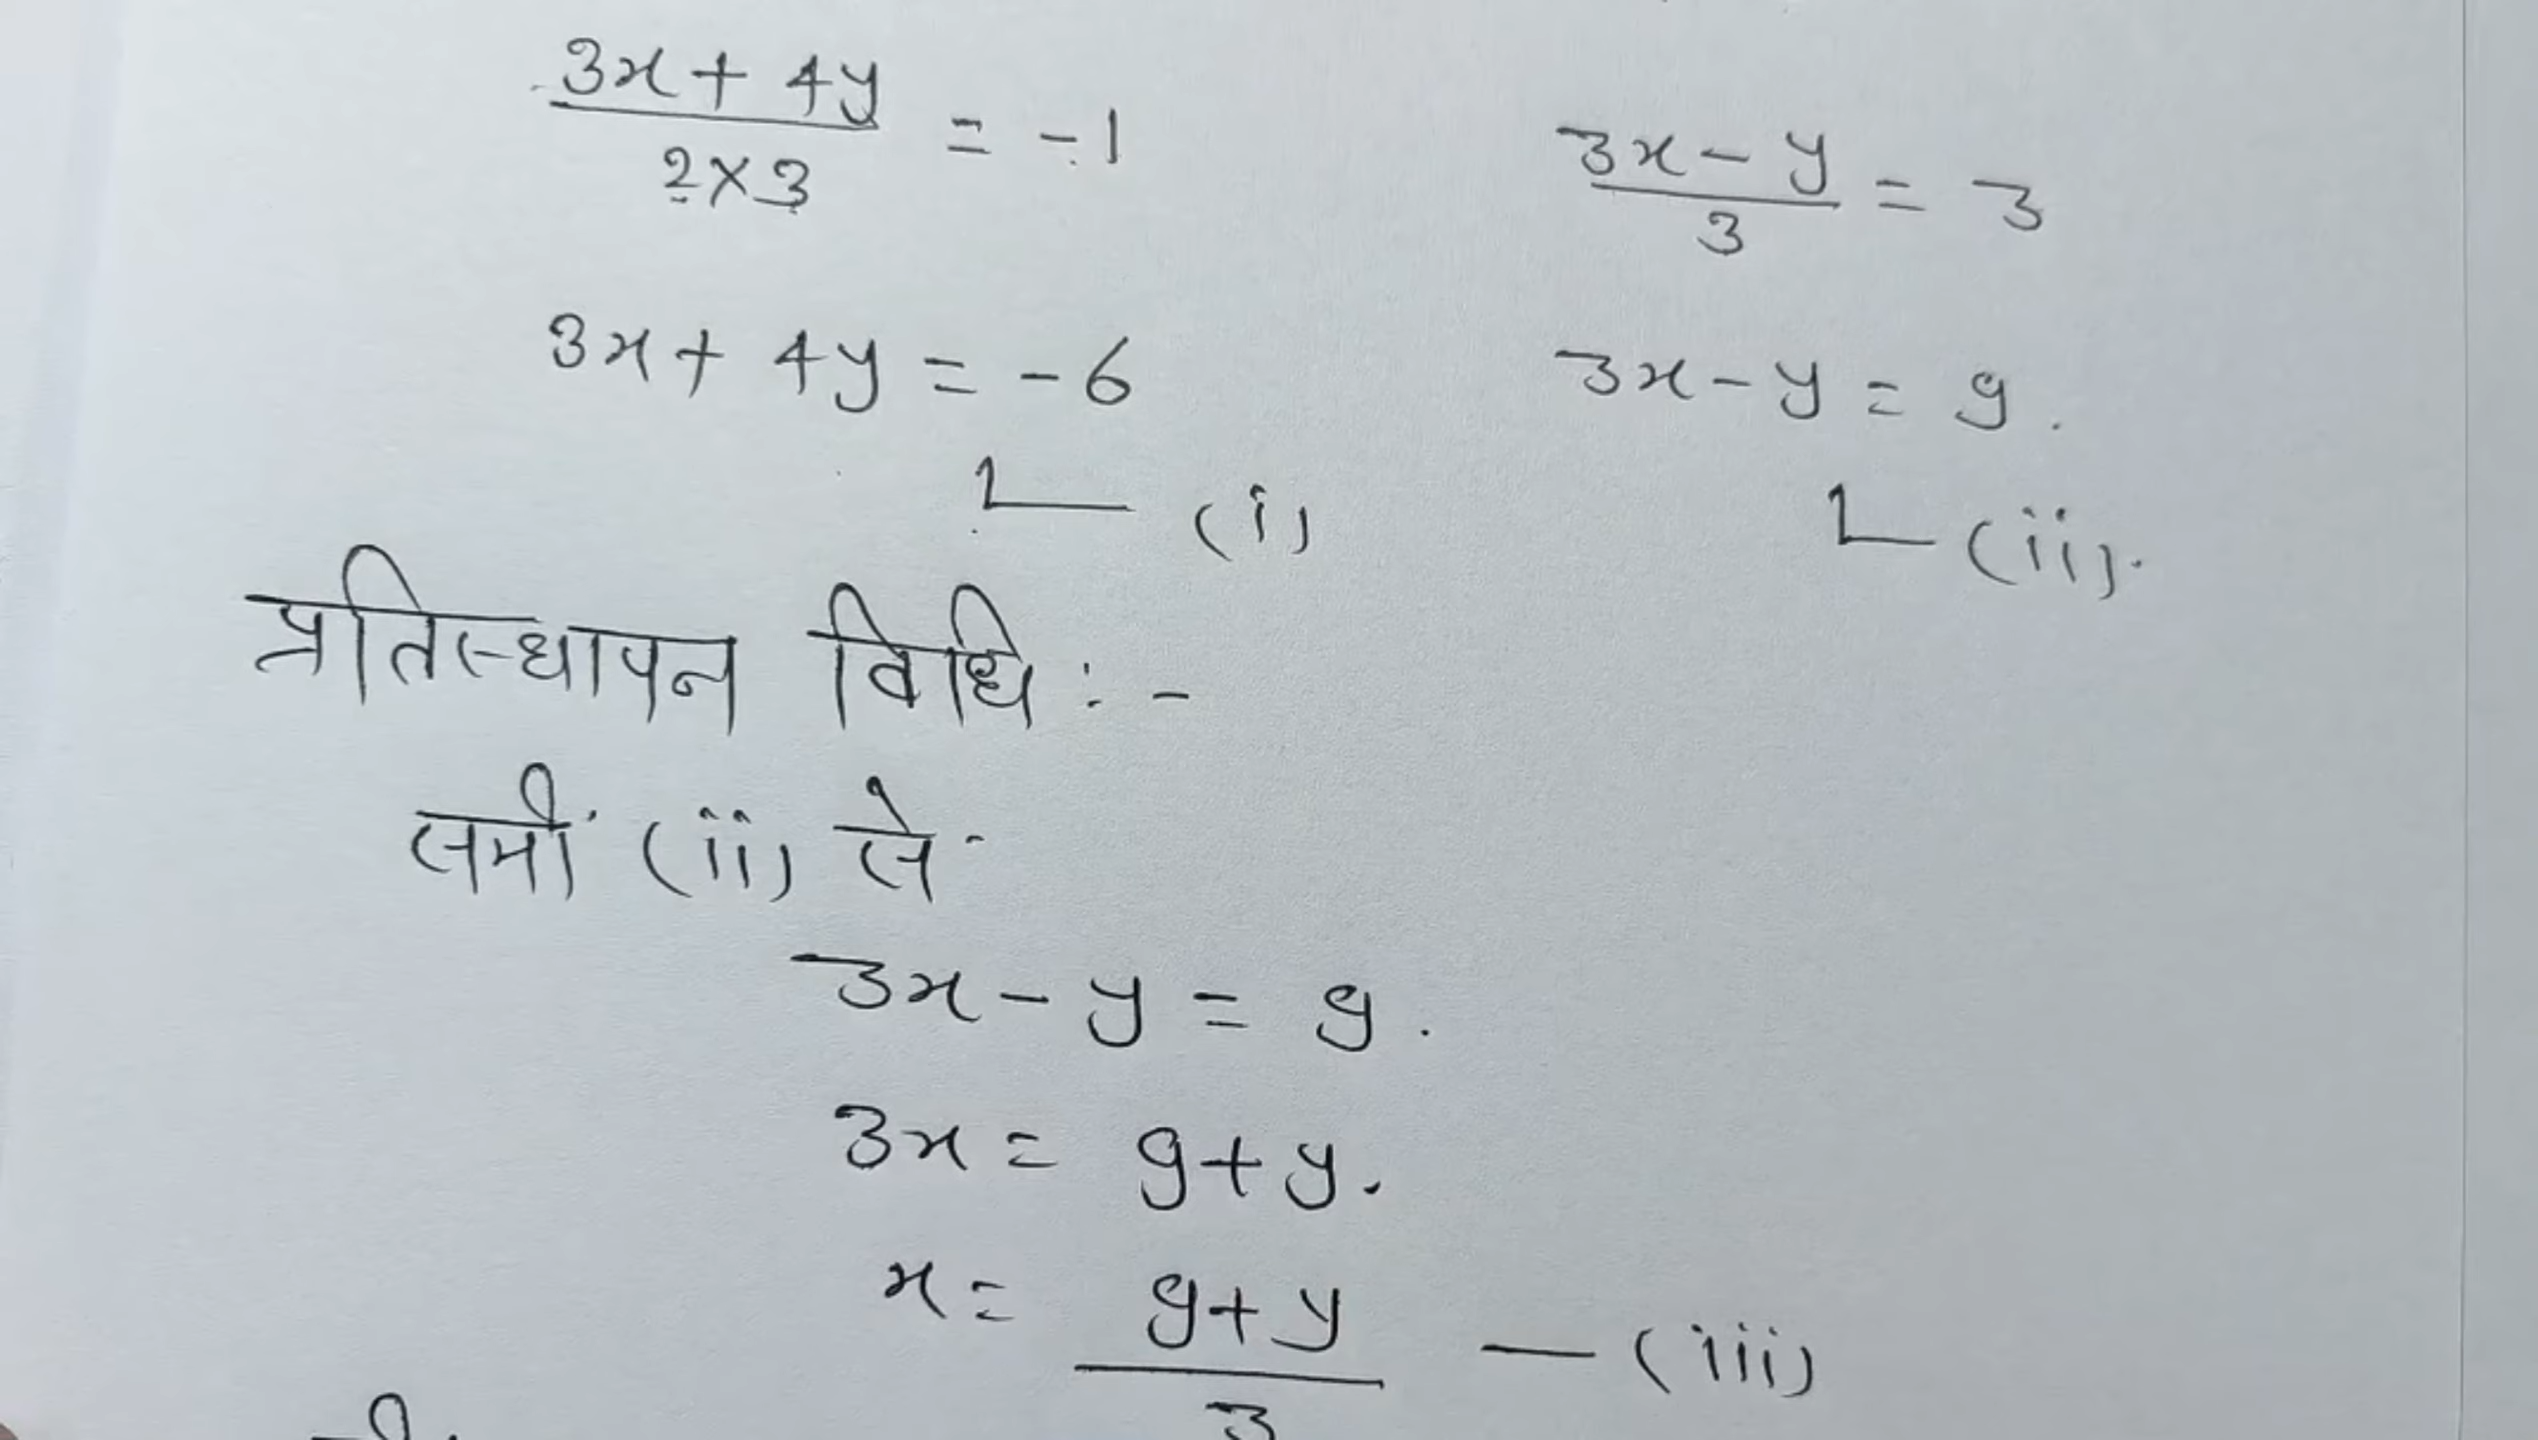 3x + 4y / 2×3 = -1
3x - y / 3 = 3
3x + 4y = -6
3x - y = 9.
(i)
(ii).
प्रतिस्थापन विधि :-
समी॰ (ii) से -
3x - y = 9.
3x = 9+y.
x = 9+y / 3 — (iii)